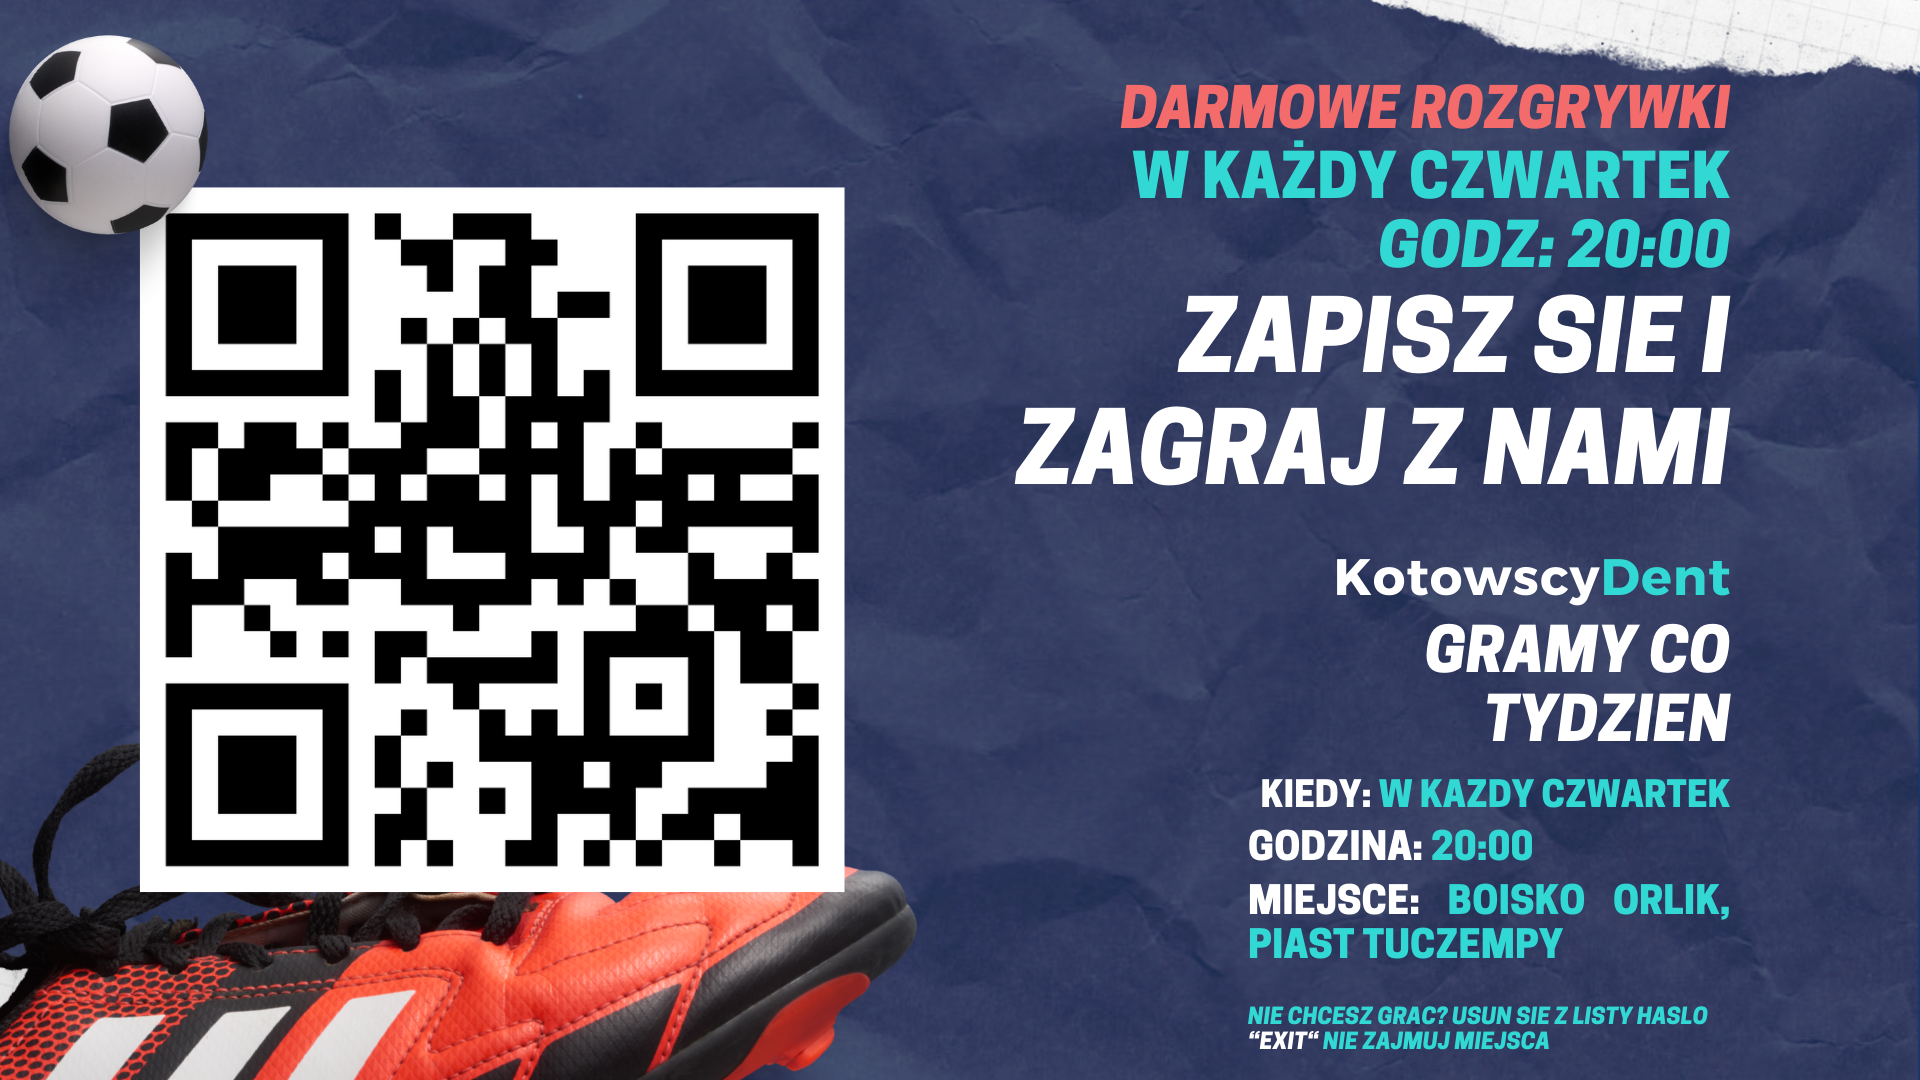 DARMOWE ROZGRYWKI
W KAŻDY CZWARTEK
GODZ: 20:00
ZAPISZ SIE I
ZAGRAJ Z NAMI
KotowscyDent
GRAMY CO
TYDZIEN
KIEDY: W KAZDY CZWARTEK
GODZINA: 20:00
MIEJSCE: BOISKO ORLIK,
PIAST TUCZEMPY
NIE CHCESZ GRAC? USUN SIE Z LISTY HASLO
“EXIT“ NIE ZAJMUJ MIEJSCA